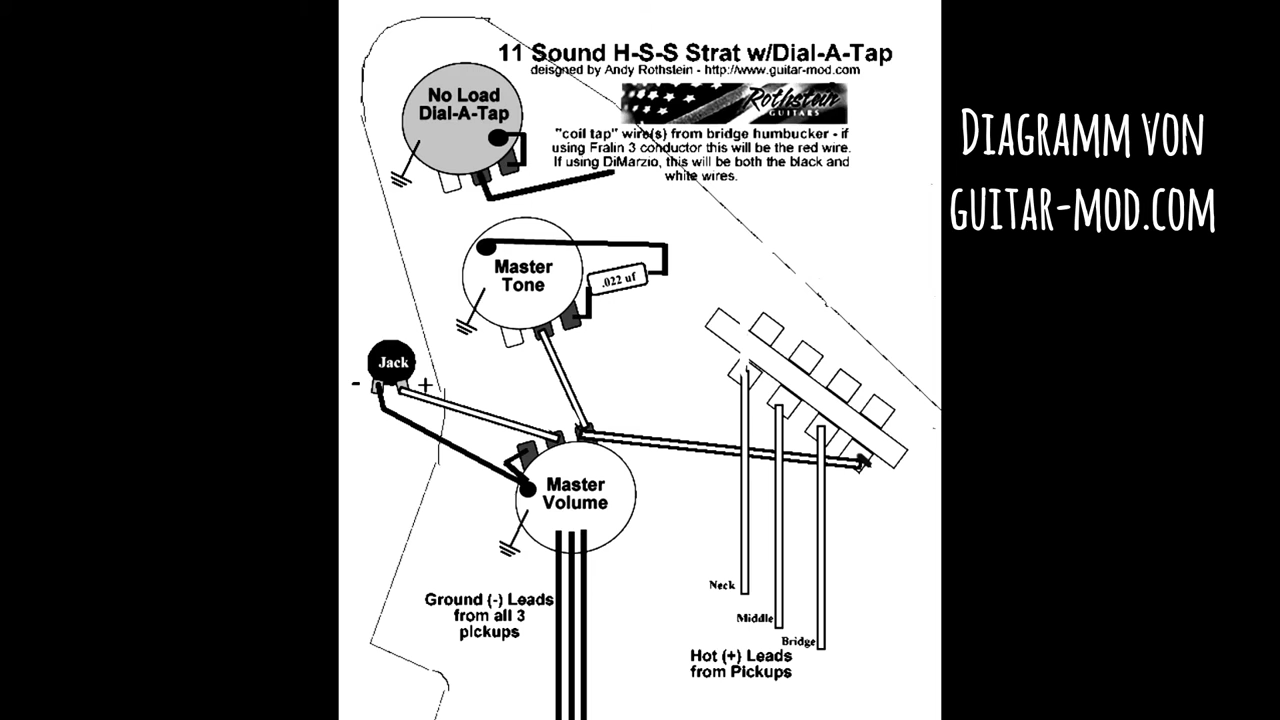 11 Sound H-S-S Strat w/Dial-A-Tap
deisgned by Andy Rothstein - http://www.guitar-mod.com
Rothstein
GUITARS
"coil tap" wire(s) from bridge humbucker - if
using Fralin 3 conductor this will be the red wire.
If using DiMarzio, this will be both the black and
white wires.
No Load
Dial-A-Tap
Master
Tone
.022 uf
Jack
- +
Master
Volume
Ground (-) Leads
from all 3
pickups
Neck
Middle
Bridge
Hot (+) Leads
from Pickups
Diagramm von
guitar-mod.com